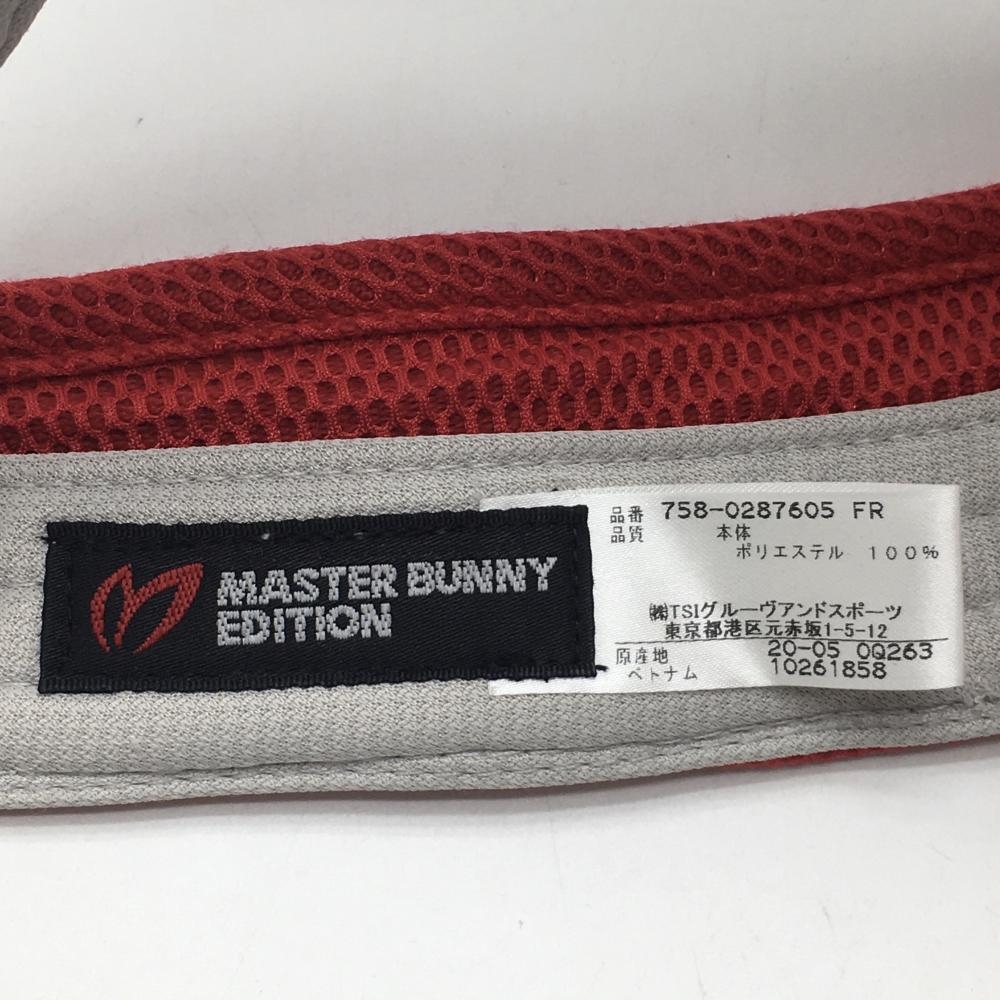 MASTER BUNNY
EDITION
品番 758-0287605 FR
品質 本体
ポリエステル 100%
㈱TSIグルーヴアンドスポーツ
東京都港区元赤坂1-5-12
原産地 20-05 0Q263
ベトナム 10261858